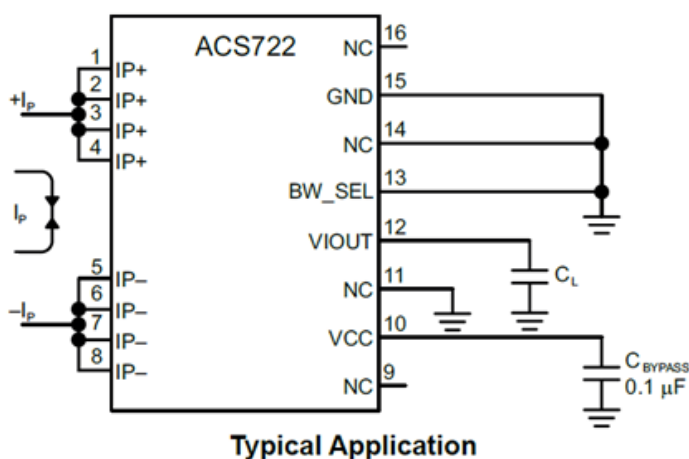 ACS722
1
IP+
2
IP+
3
IP+
4
IP+
+IP
IP
5
IP–
6
IP–
7
IP–
8
IP–
–IP
16
NC
15
GND
14
NC
13
BW_SEL
12
VIOUT
CL
11
NC
10
VCC
CBYPASS
0.1 µF
9
NC
Typical Application